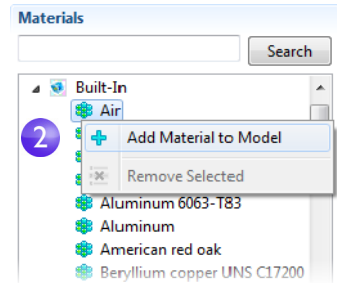 Materials
Search
Built-In
Air
2
Add Material to Model
Remove Selected
Aluminum 6063-T83
Aluminum
American red oak
Beryllium copper UNS C17200